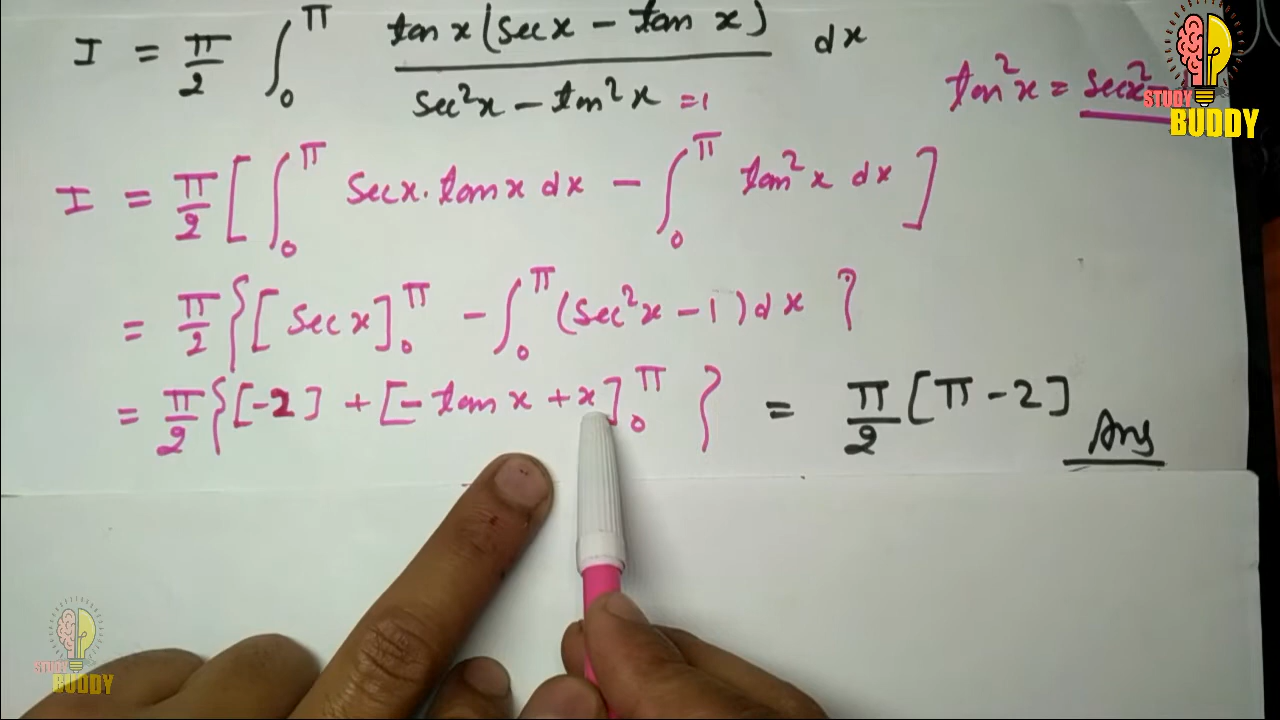 I = π/2 ∫₀^π tan x (sec x − tan x) / (sec²x − tan²x = 1) dx
tan²x = sec²x −
STUDY BUDDY
I = π/2 [ ∫₀^π sec x . tan x dx − ∫₀^π tan²x dx ]
= π/2 { [sec x]₀^π − ∫₀^π (sec²x − 1) dx }
= π/2 { [-2] + [- tan x + x]₀^π } = π/2 [π − 2] Ans
STUDY BUDDY